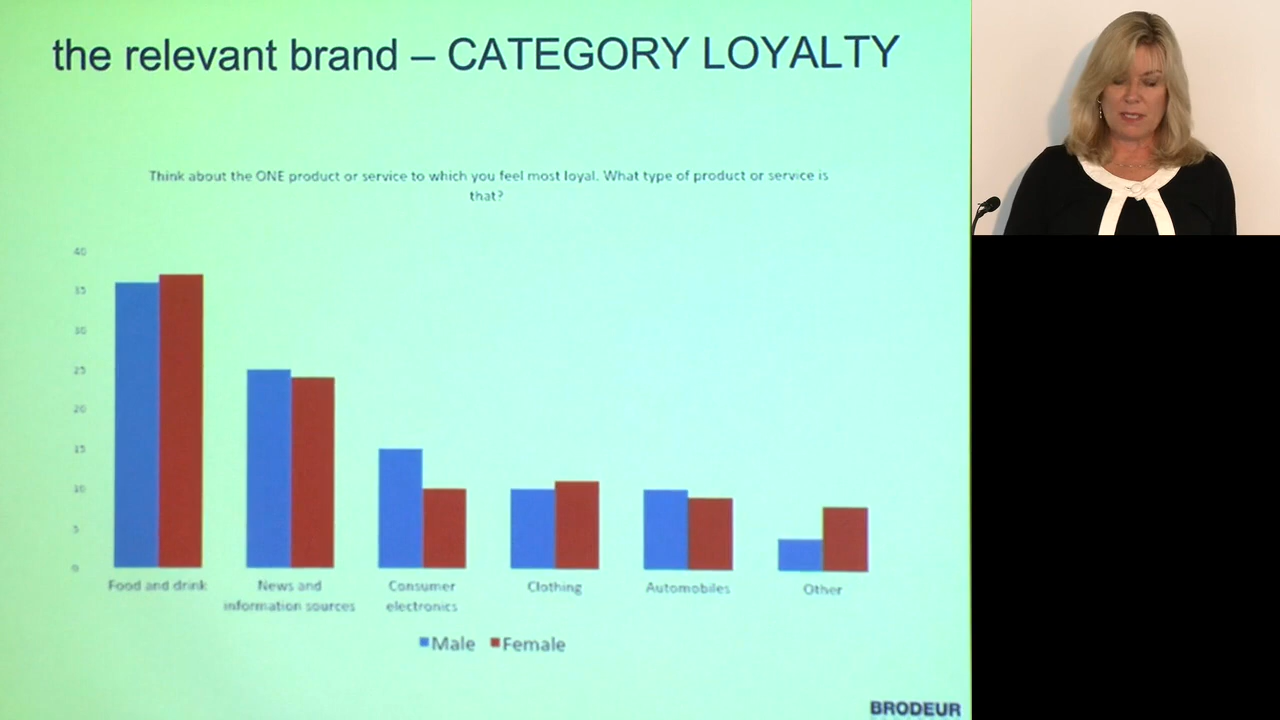 the relevant brand – CATEGORY LOYALTY
Think about the ONE product or service to which you feel most loyal. What type of product or service is
that?
40
35
30
25
20
15
10
5
0
Food and drink
News and
information sources
Consumer
electronics
Clothing
Automobiles
Other
Male Female
BRODEUR